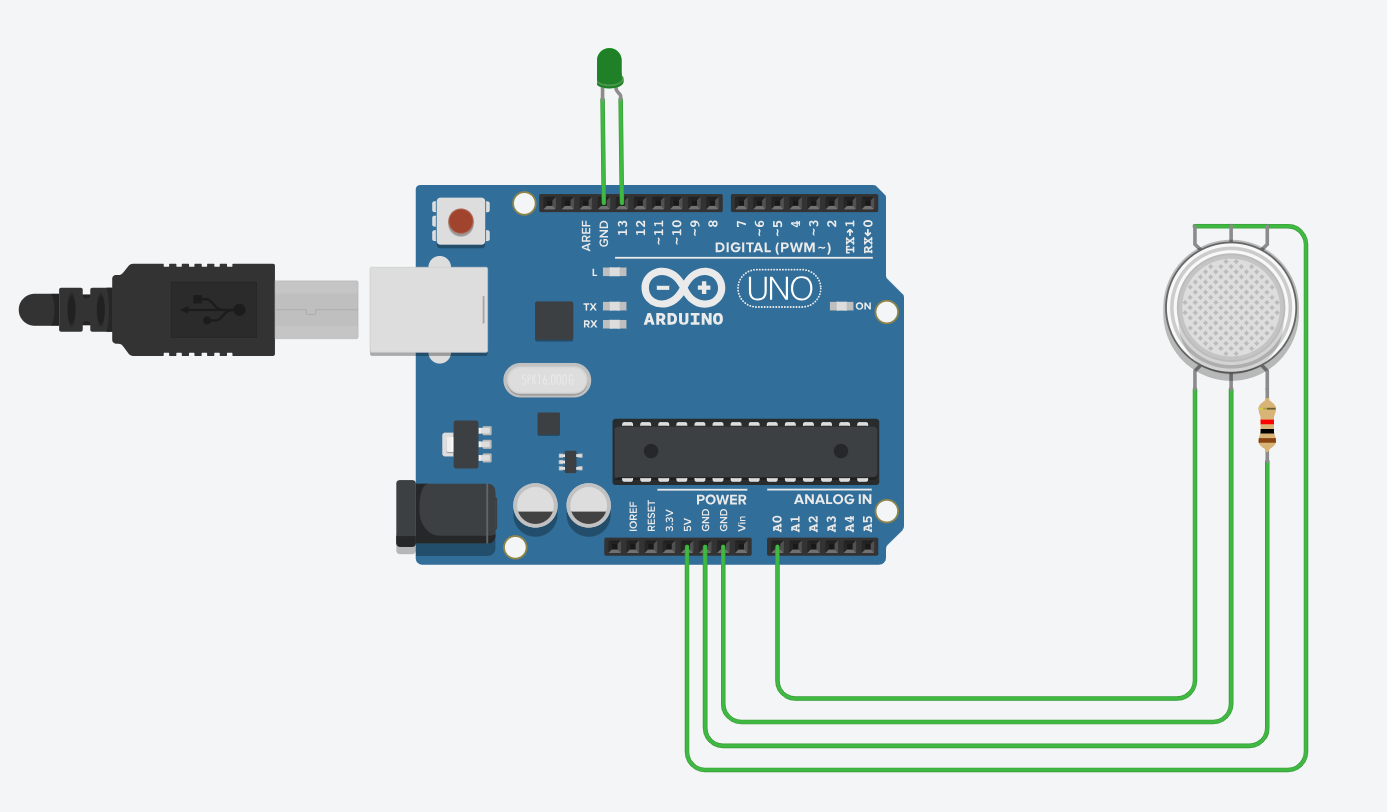 AREF
GND
13
12
~11
~10
~9
8
7
~6
~5
4
~3
2
TX→1
RX←0
DIGITAL (PWM~)
L
TX
RX
ARDUINO
UNO
ON
SPK16.000G
POWER
ANALOG IN
IOREF
RESET
3.3V
5V
GND
GND
Vin
A0
A1
A2
A3
A4
A5